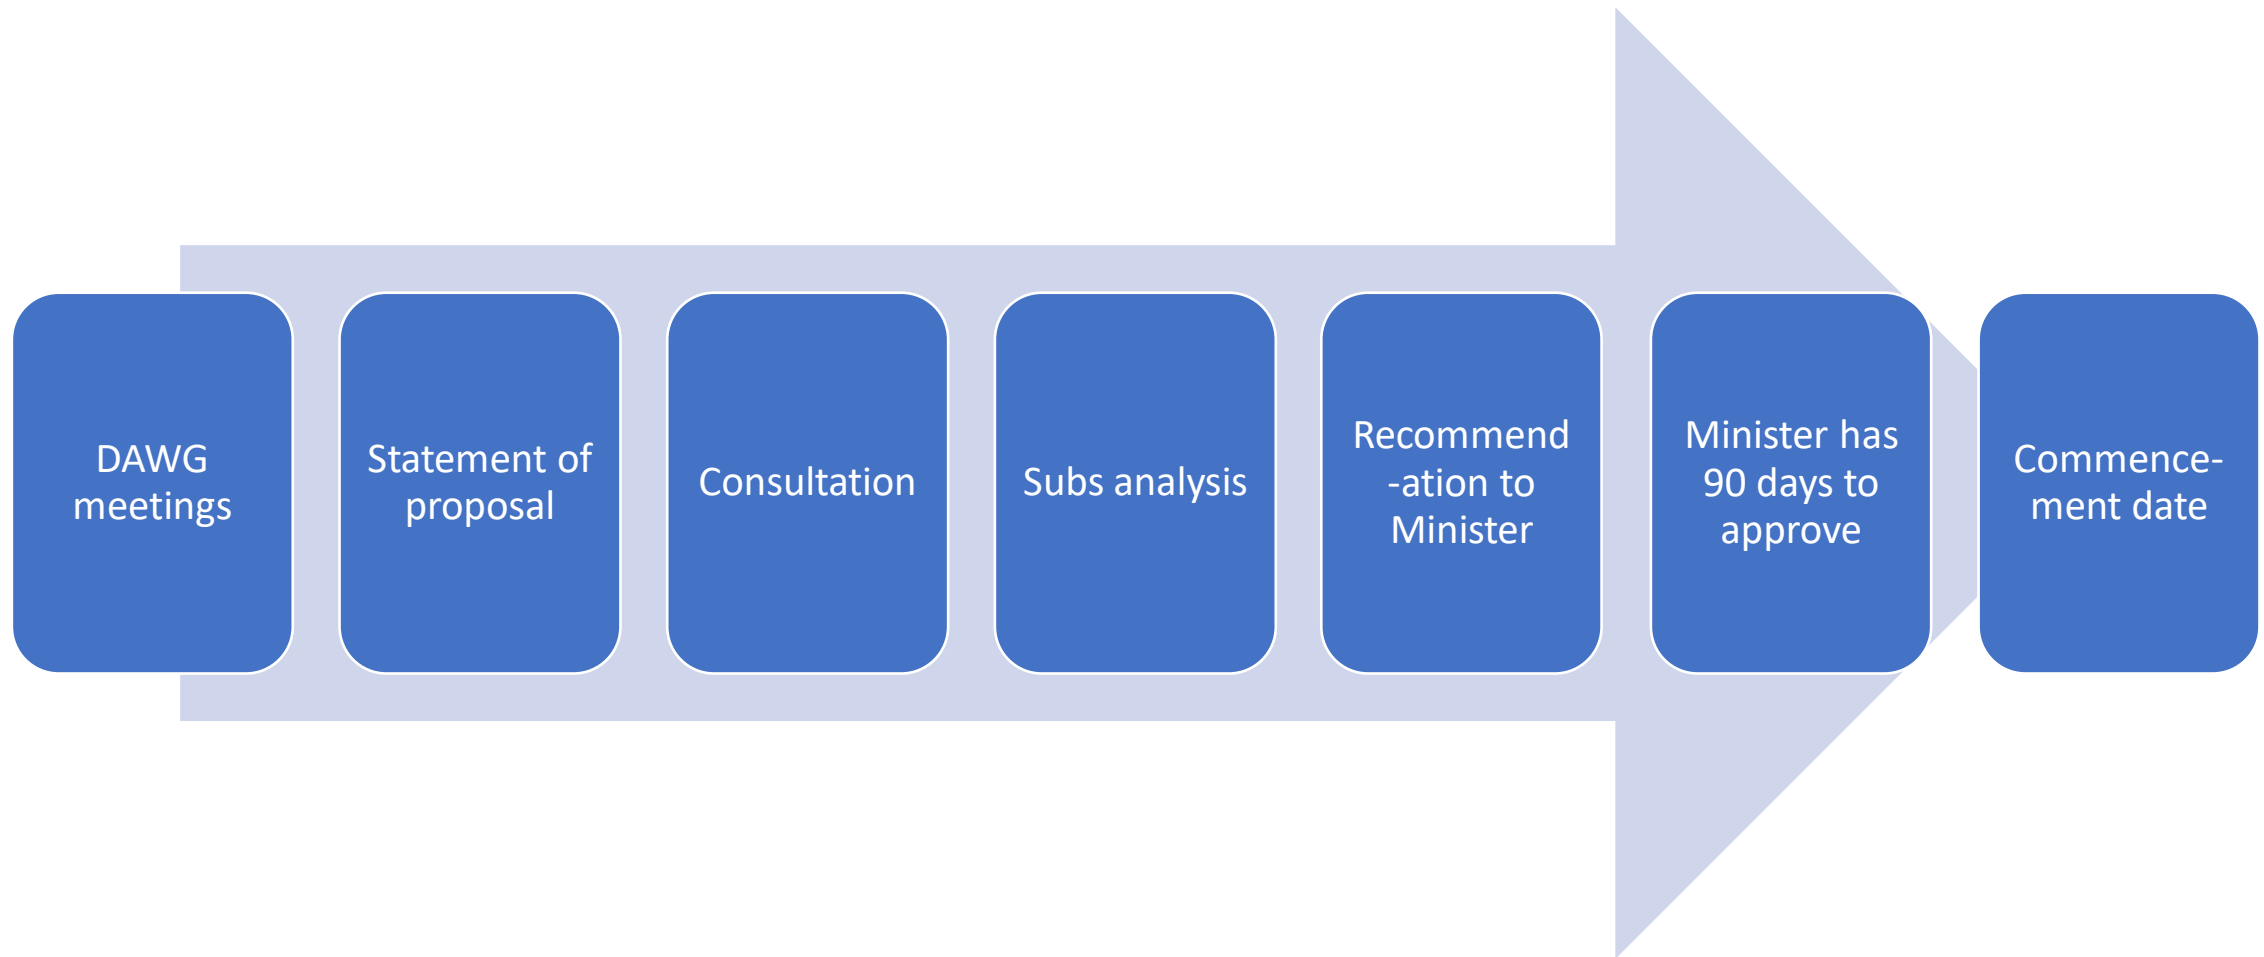 DAWG
meetings
Statement of
proposal
Consultation
Subs analysis
Recommend
-ation to
Minister
Minister has
90 days to
approve
Commence-
ment date